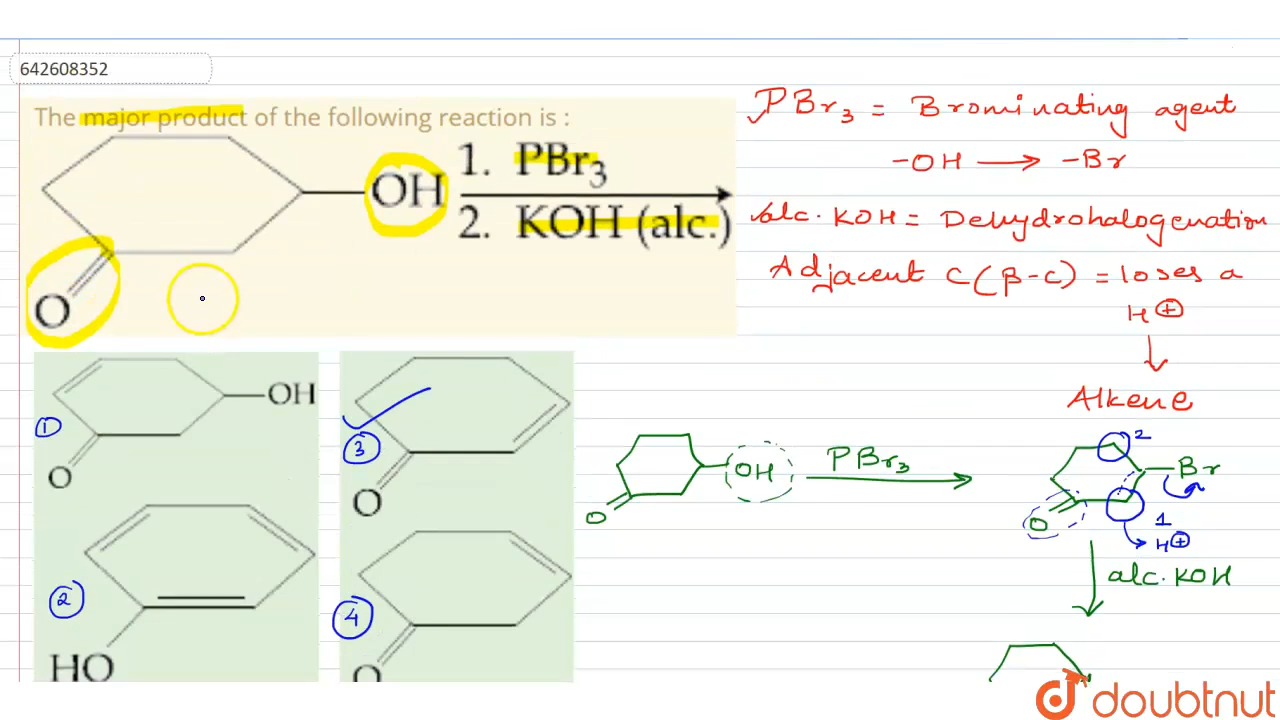 642608352
The major product of the following reaction is :
OH
1. PBr3
2. KOH (alc.)
O
PBr3 = Brominating agent
-OH → -Br
alc. KOH = Dehydrohalogenation
Adjacent C (β-C) = loses a
H⊕
Alkene
OH
1
O
3
O
2
HO
4
O
OH
O
PBr3
2
Br
O
1
H⊕
alc. KOH
doubtnut